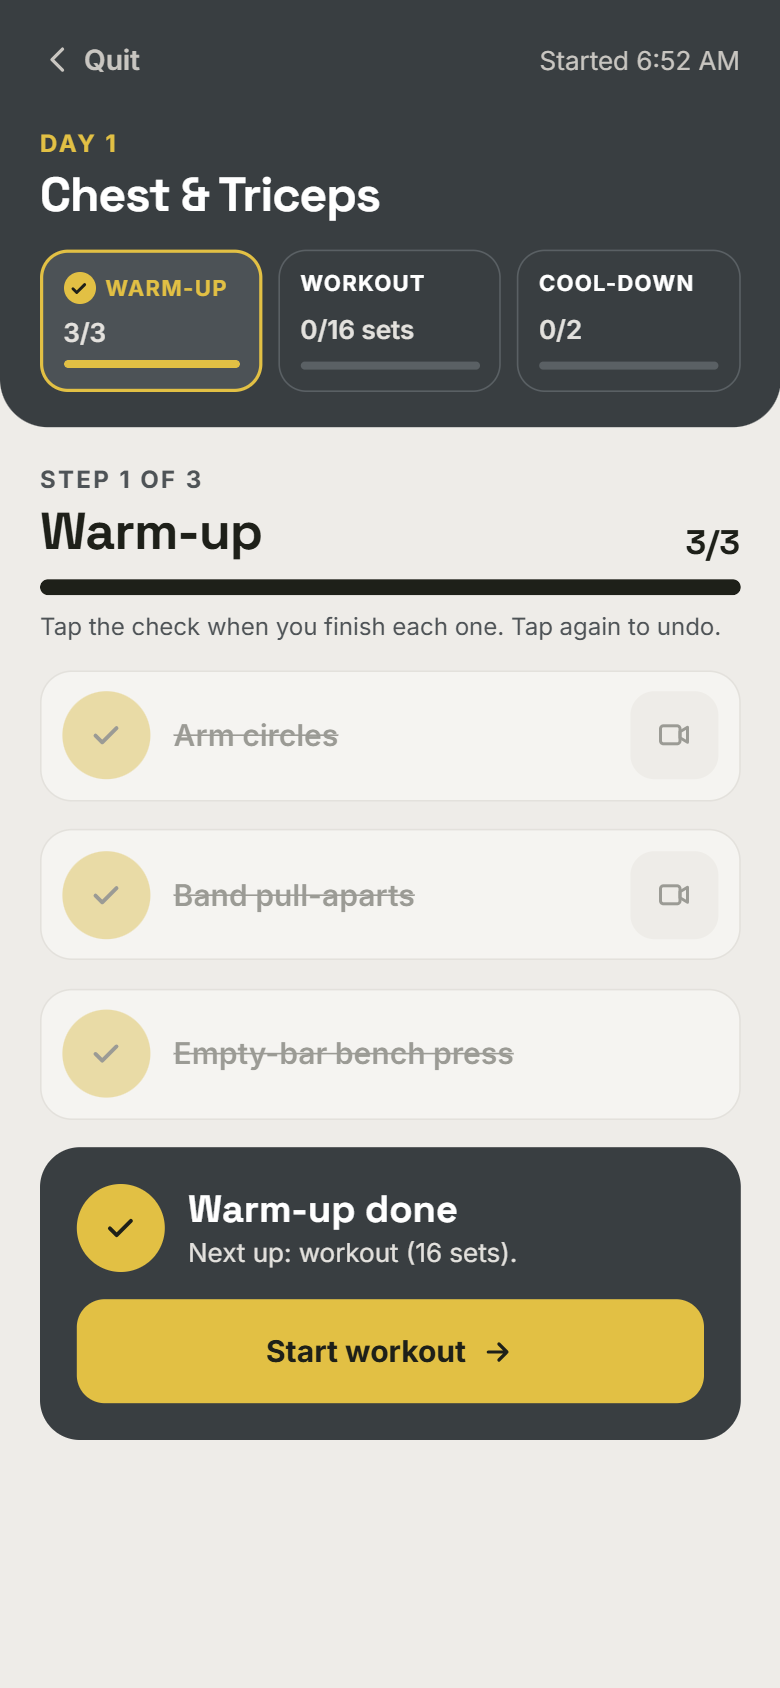 Quit
Started 6:52 AM
DAY 1
Chest & Triceps
WARM-UP
3/3
WORKOUT
0/16 sets
COOL-DOWN
0/2
STEP 1 OF 3
Warm-up
3/3
Tap the check when you finish each one. Tap again to undo.
Arm circles
Band pull-aparts
Empty-bar bench press
Warm-up done
Next up: workout (16 sets).
Start workout →